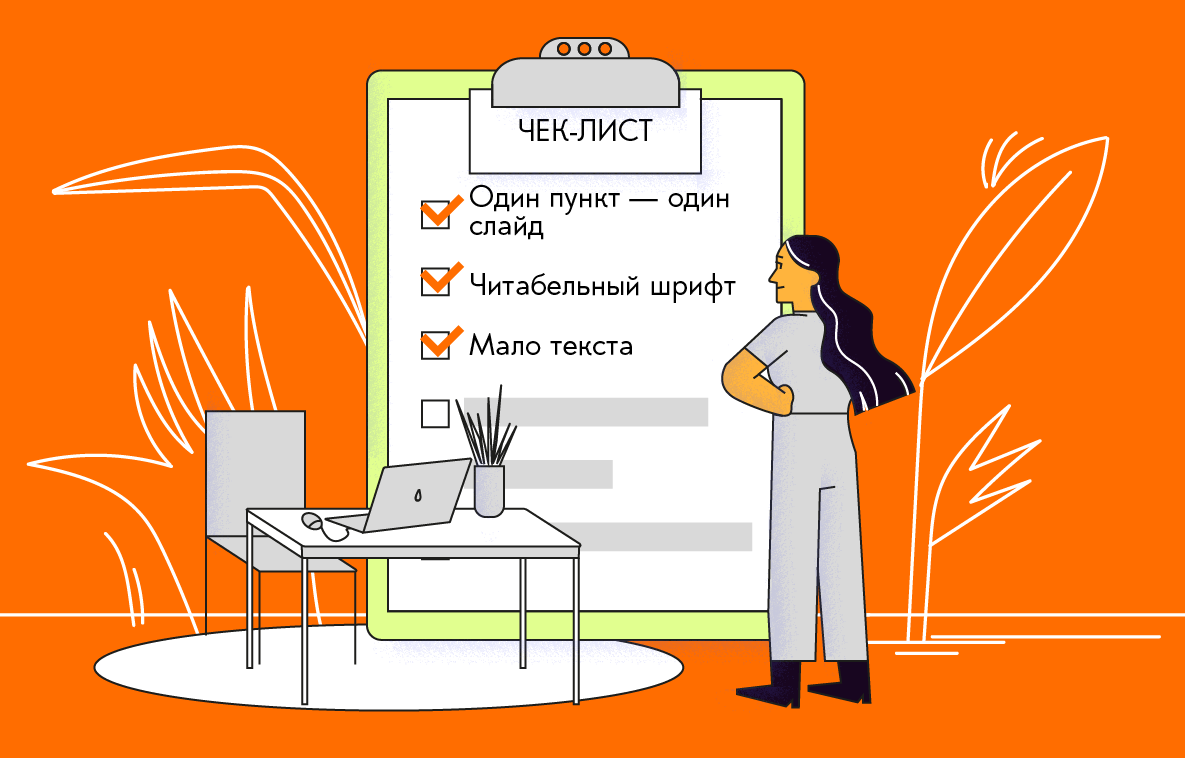 ЧЕК-ЛИСТ
Один пункт — один
слайд
Читабельный шрифт
Мало текста